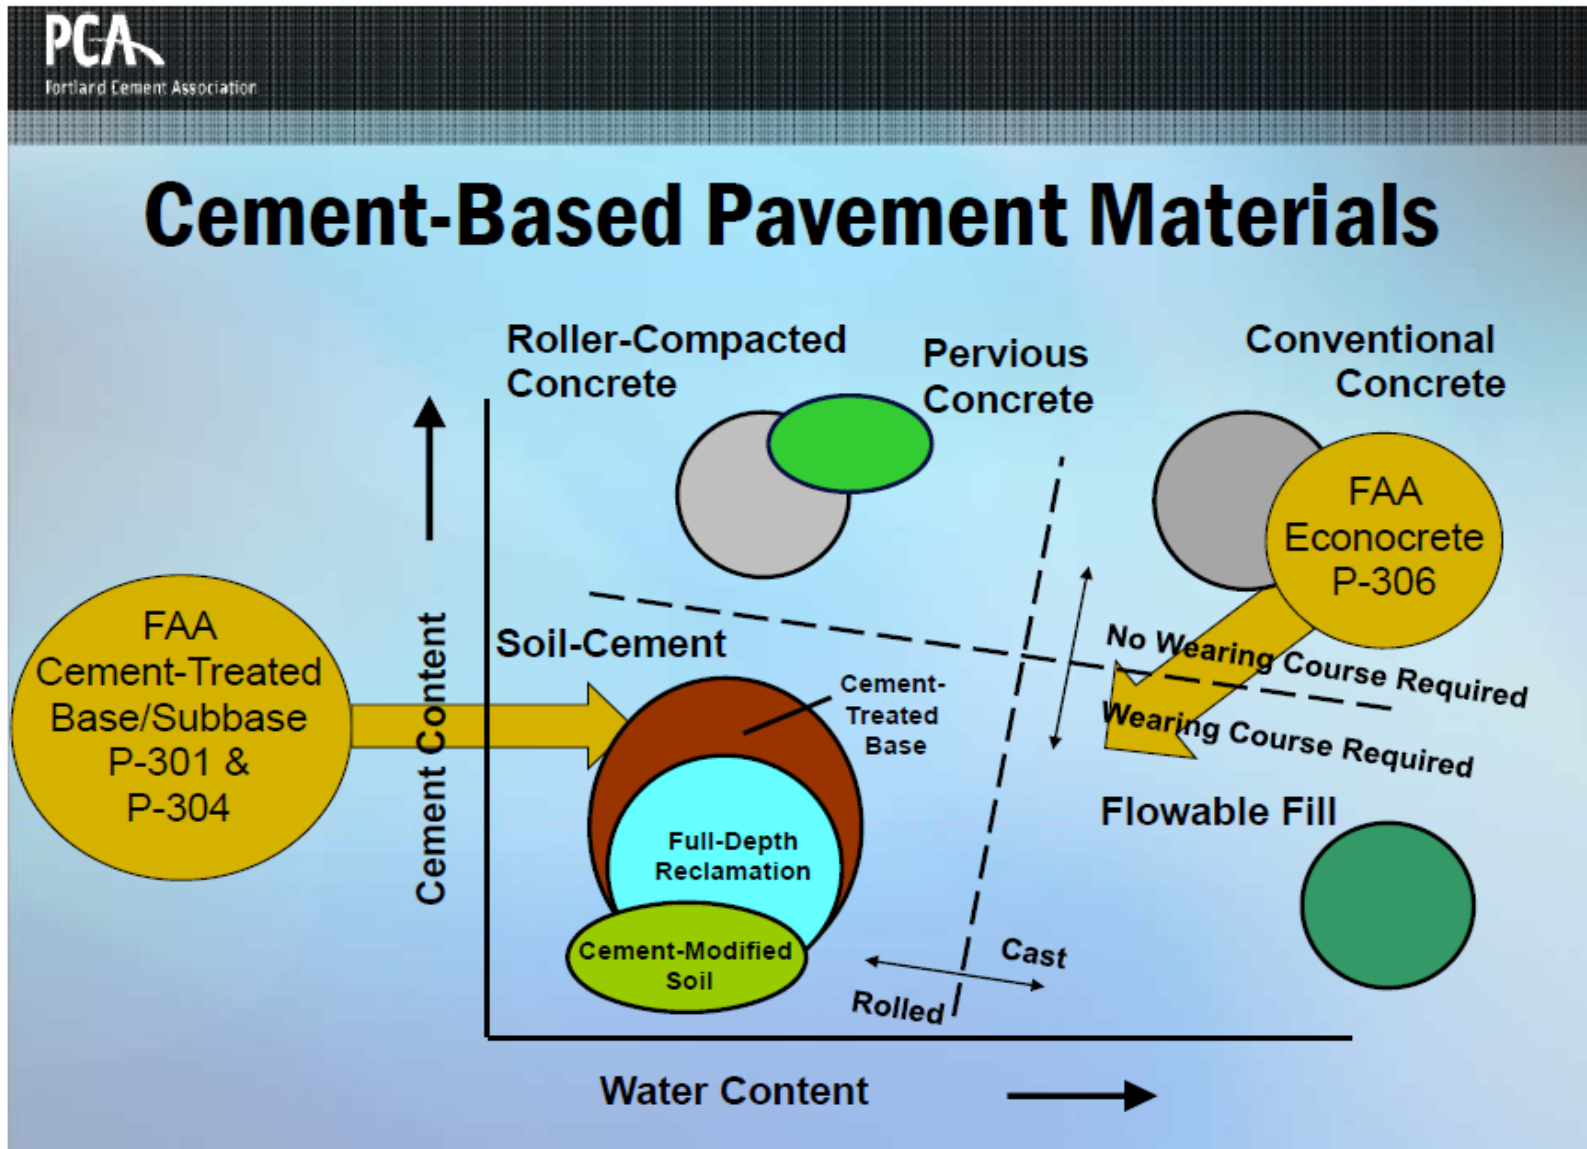 PCA
Portland Cement Association
Cement-Based Pavement Materials
Roller-Compacted
Concrete
Pervious
Concrete
Conventional
Concrete
FAA
Econocrete
P-306
FAA
Cement-Treated
Base/Subbase
P-301 &
P-304
Cement Content
Soil-Cement
Cement-
Treated
Base
No Wearing Course Required
Wearing Course Required
Flowable Fill
Full-Depth
Reclamation
Cement-Modified
Soil
Cast
Rolled
Water Content